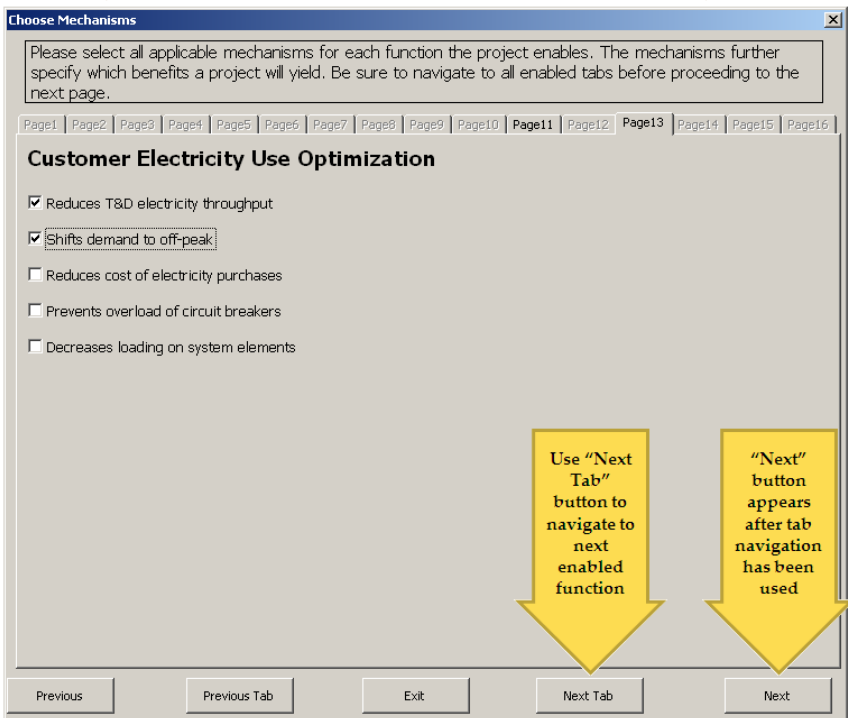 Choose Mechanisms
Please select all applicable mechanisms for each function the project enables. The mechanisms further
specify which benefits a project will yield. Be sure to navigate to all enabled tabs before proceeding to the
next page.
Page1 Page2 Page3 Page4 Page5 Page6 Page7 Page8 Page9 Page10 Page11 Page12 Page13 Page14 Page15 Page16
Customer Electricity Use Optimization
Reduces T&D electricity throughput
Shifts demand to off-peak
Reduces cost of electricity purchases
Prevents overload of circuit breakers
Decreases loading on system elements
Use “Next
Tab”
button to
navigate to
next
enabled
function
“Next”
button
appears
after tab
navigation
has been
used
Previous Previous Tab Exit Next Tab Next